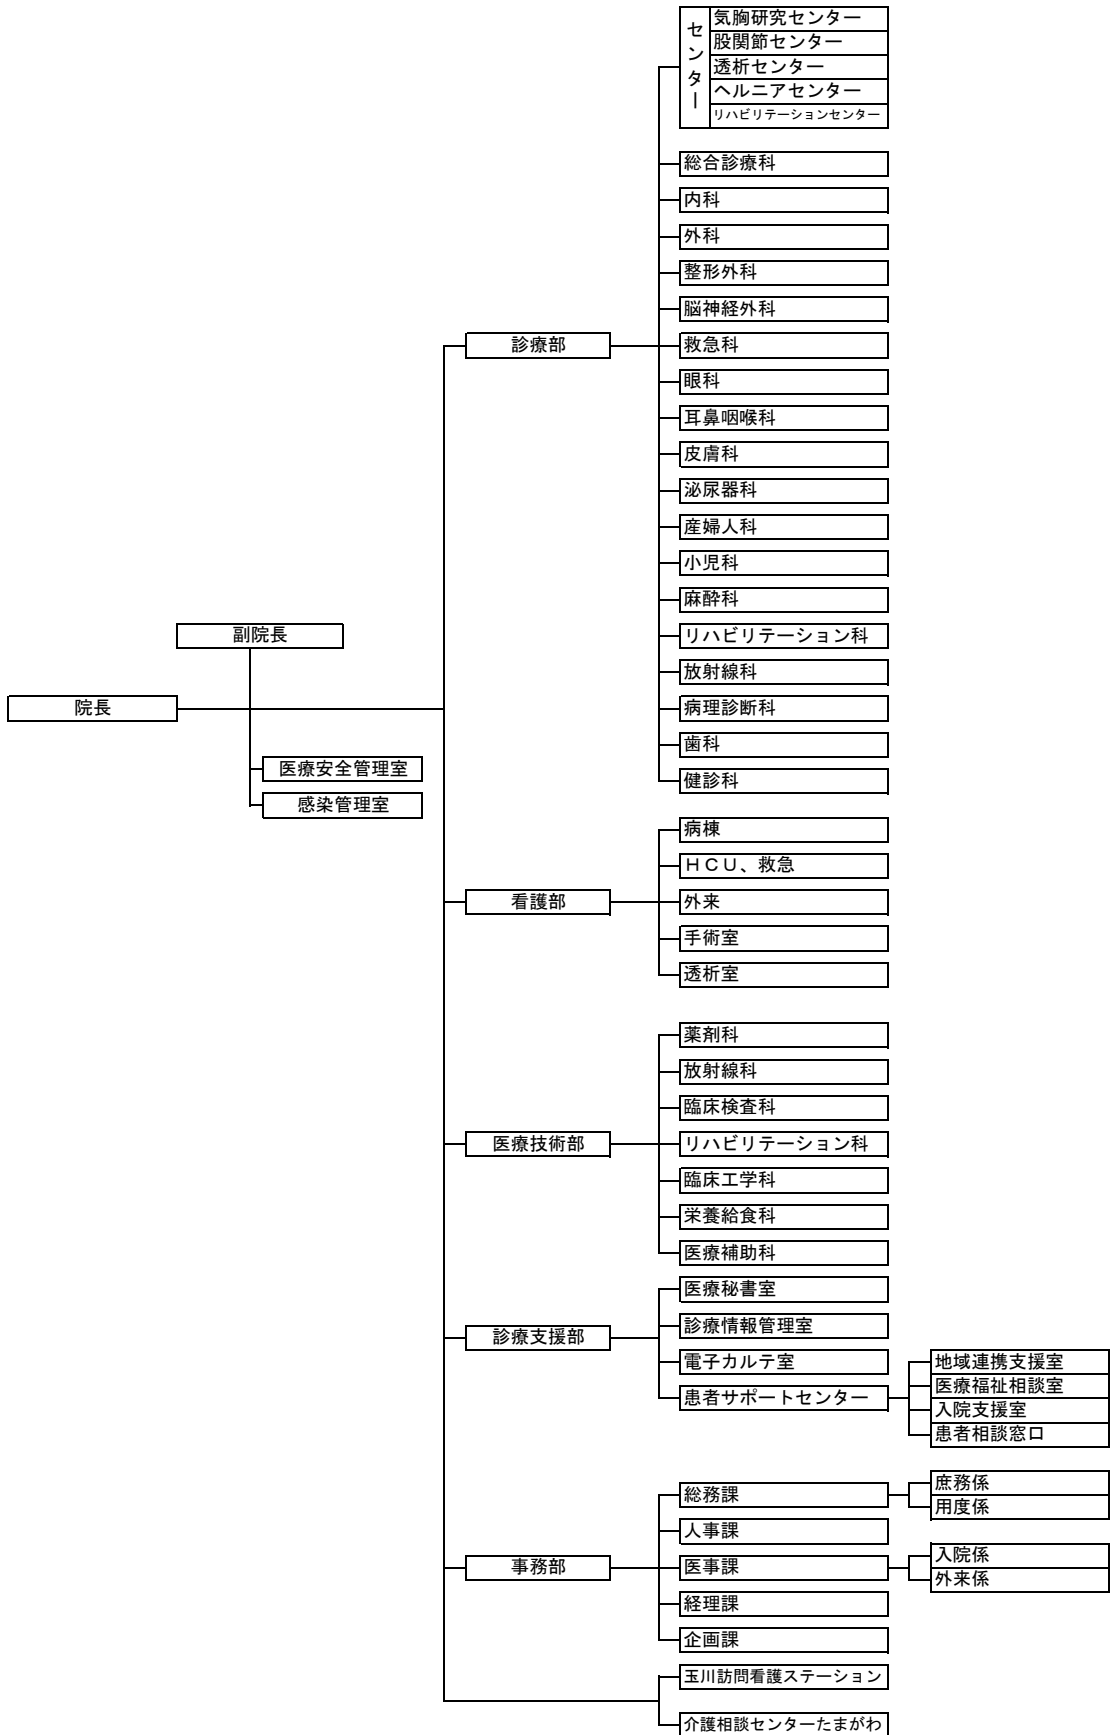 院長
副院長
医療安全管理室
感染管理室
診療部
センター
気胸研究センター
股関節センター
透析センター
ヘルニアセンター
リハビリテーションセンター
総合診療科
内科
外科
整形外科
脳神経外科
救急科
眼科
耳鼻咽喉科
皮膚科
泌尿器科
産婦人科
小児科
麻酔科
リハビリテーション科
放射線科
病理診断科
歯科
健診科
看護部
病棟
ＨＣＵ、救急
外来
手術室
透析室
医療技術部
薬剤科
放射線科
臨床検査科
リハビリテーション科
臨床工学科
栄養給食科
医療補助科
診療支援部
医療秘書室
診療情報管理室
電子カルテ室
患者サポートセンター
地域連携支援室
医療福祉相談室
入院支援室
患者相談窓口
事務部
総務課
庶務係
用度係
人事課
医事課
入院係
外来係
経理課
企画課
玉川訪問看護ステーション
介護相談センターたまがわ